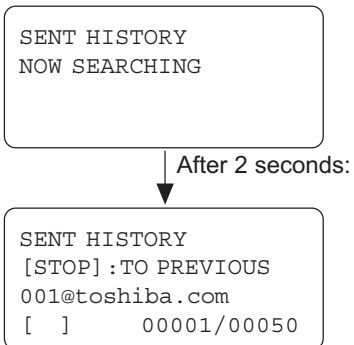 SENT HISTORY
NOW SEARCHING
After 2 seconds:
SENT HISTORY
[STOP]:TO PREVIOUS
001@toshiba.com
[ ] 00001/00050